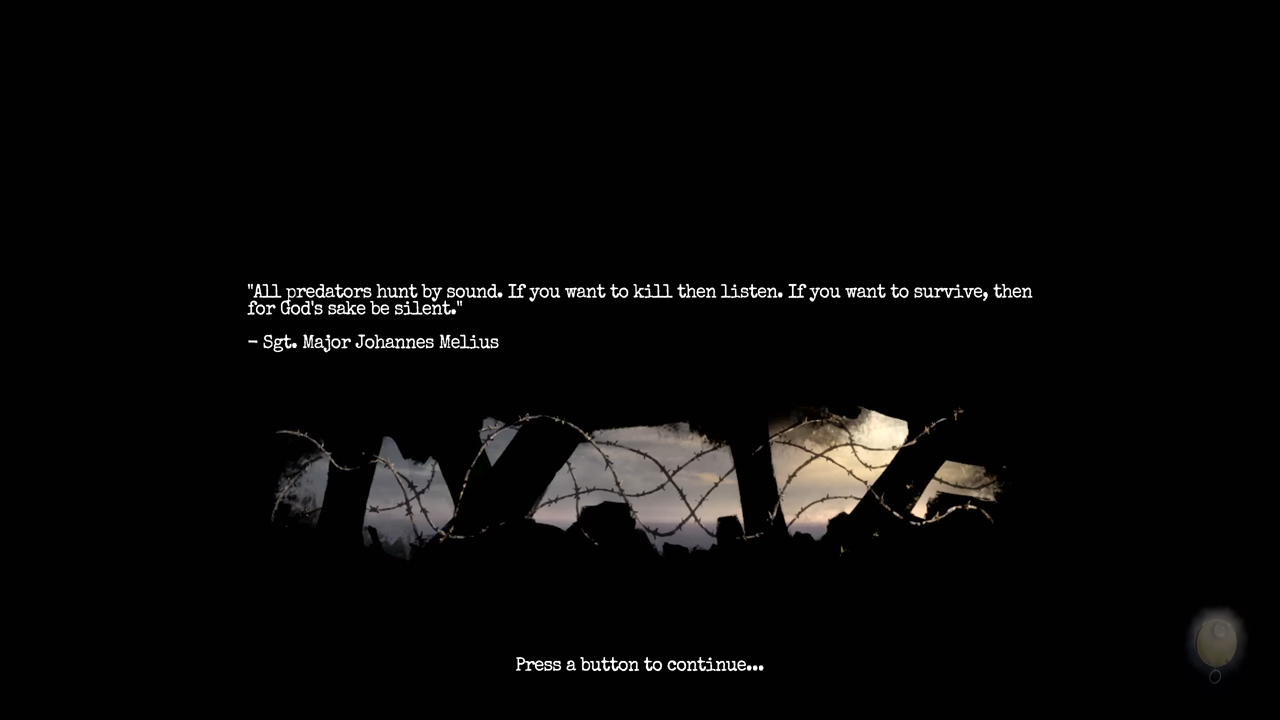 "All predators hunt by sound. If you want to kill then listen. If you want to survive, then
for God's sake be silent."
- Sgt. Major Johannes Melius
Press a button to continue...